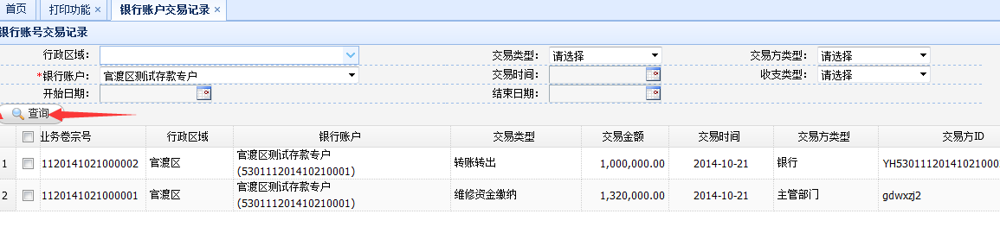 首页 打印功能 × 银行账户交易记录 ×
银行账号交易记录
行政区域： 交易类型： 请选择 交易方类型： 请选择
*银行账户： 官渡区测试存款专户 交易时间： 收支类型： 请选择
开始日期： 结束日期：
查询
业务卷宗号 行政区域 银行账户 交易类型 交易金额 交易时间 交易方类型 交易方ID
1 1120141021000002 官渡区 官渡区测试存款专户 转账转出 1,000,000.00 2014-10-21 银行 YH53011120141021000
(530111201410210001)
2 1120141021000001 官渡区 官渡区测试存款专户 维修资金缴纳 1,320,000.00 2014-10-21 主管部门 gdwxzj2
(530111201410210001)